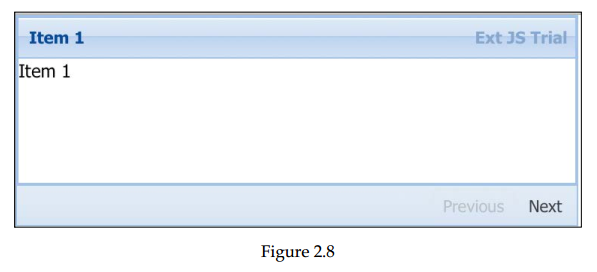 Item 1 Ext JS Trial
Item 1
Previous Next
Figure 2.8